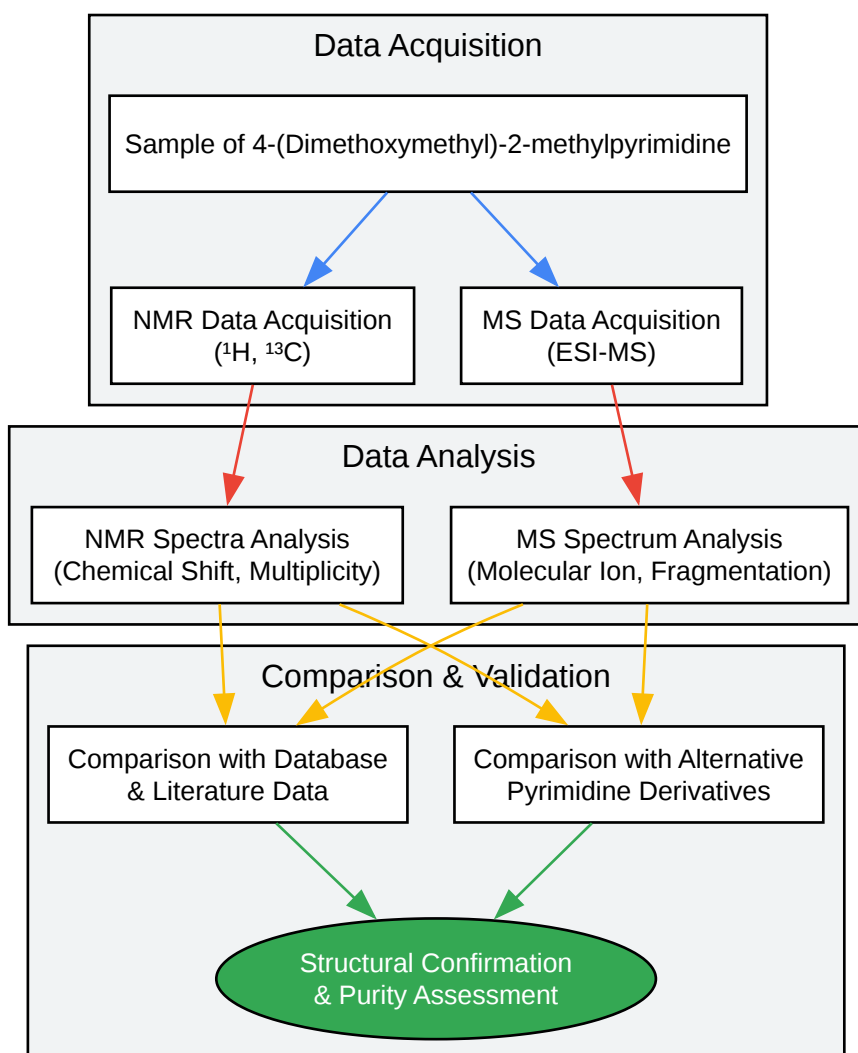 Data Acquisition
Sample of 4-(Dimethoxymethyl)-2-methylpyrimidine
NMR Data Acquisition
(¹H, ¹³C)
MS Data Acquisition
(ESI-MS)
Data Analysis
NMR Spectra Analysis
(Chemical Shift, Multiplicity)
MS Spectrum Analysis
(Molecular Ion, Fragmentation)
Comparison & Validation
Comparison with Database
& Literature Data
Comparison with Alternative
Pyrimidine Derivatives
Structural Confirmation
& Purity Assessment